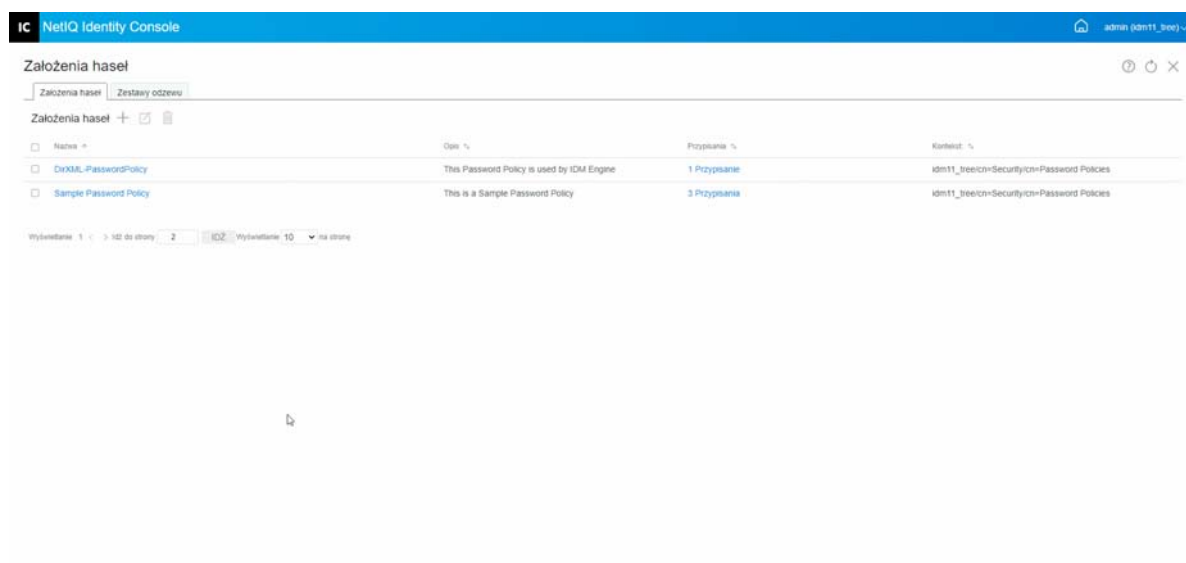 IC NetIQ Identity Console admin (idm11_tree)
Założenia haseł
Założenia haseł Zestawy odzewu
Założenia haseł
Nazwa Opis Przypisania Kontekst
DirXML-PasswordPolicy This Password Policy is used by IDM Engine 1 Przypisanie idm11_tree/cn=Security/cn=Password Policies
Sample Password Policy This is a Sample Password Policy 3 Przypisania idm11_tree/cn=Security/cn=Password Policies
Wyświetlanie 1 < > Idź do strony 2 IDŹ Wyświetlanie 10 na stronę